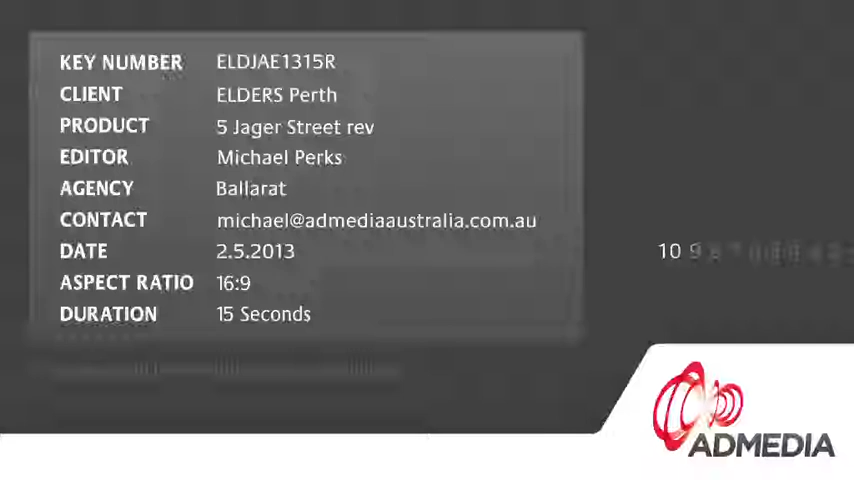 KEY NUMBER ELDJAE1315R
CLIENT ELDERS Perth
PRODUCT 5 Jager Street rev
EDITOR Michael Perks
AGENCY Ballarat
CONTACT michael@admediaaustralia.com.au
DATE 2.5.2013
ASPECT RATIO 16:9
DURATION 15 Seconds
10 9
ADMEDIA